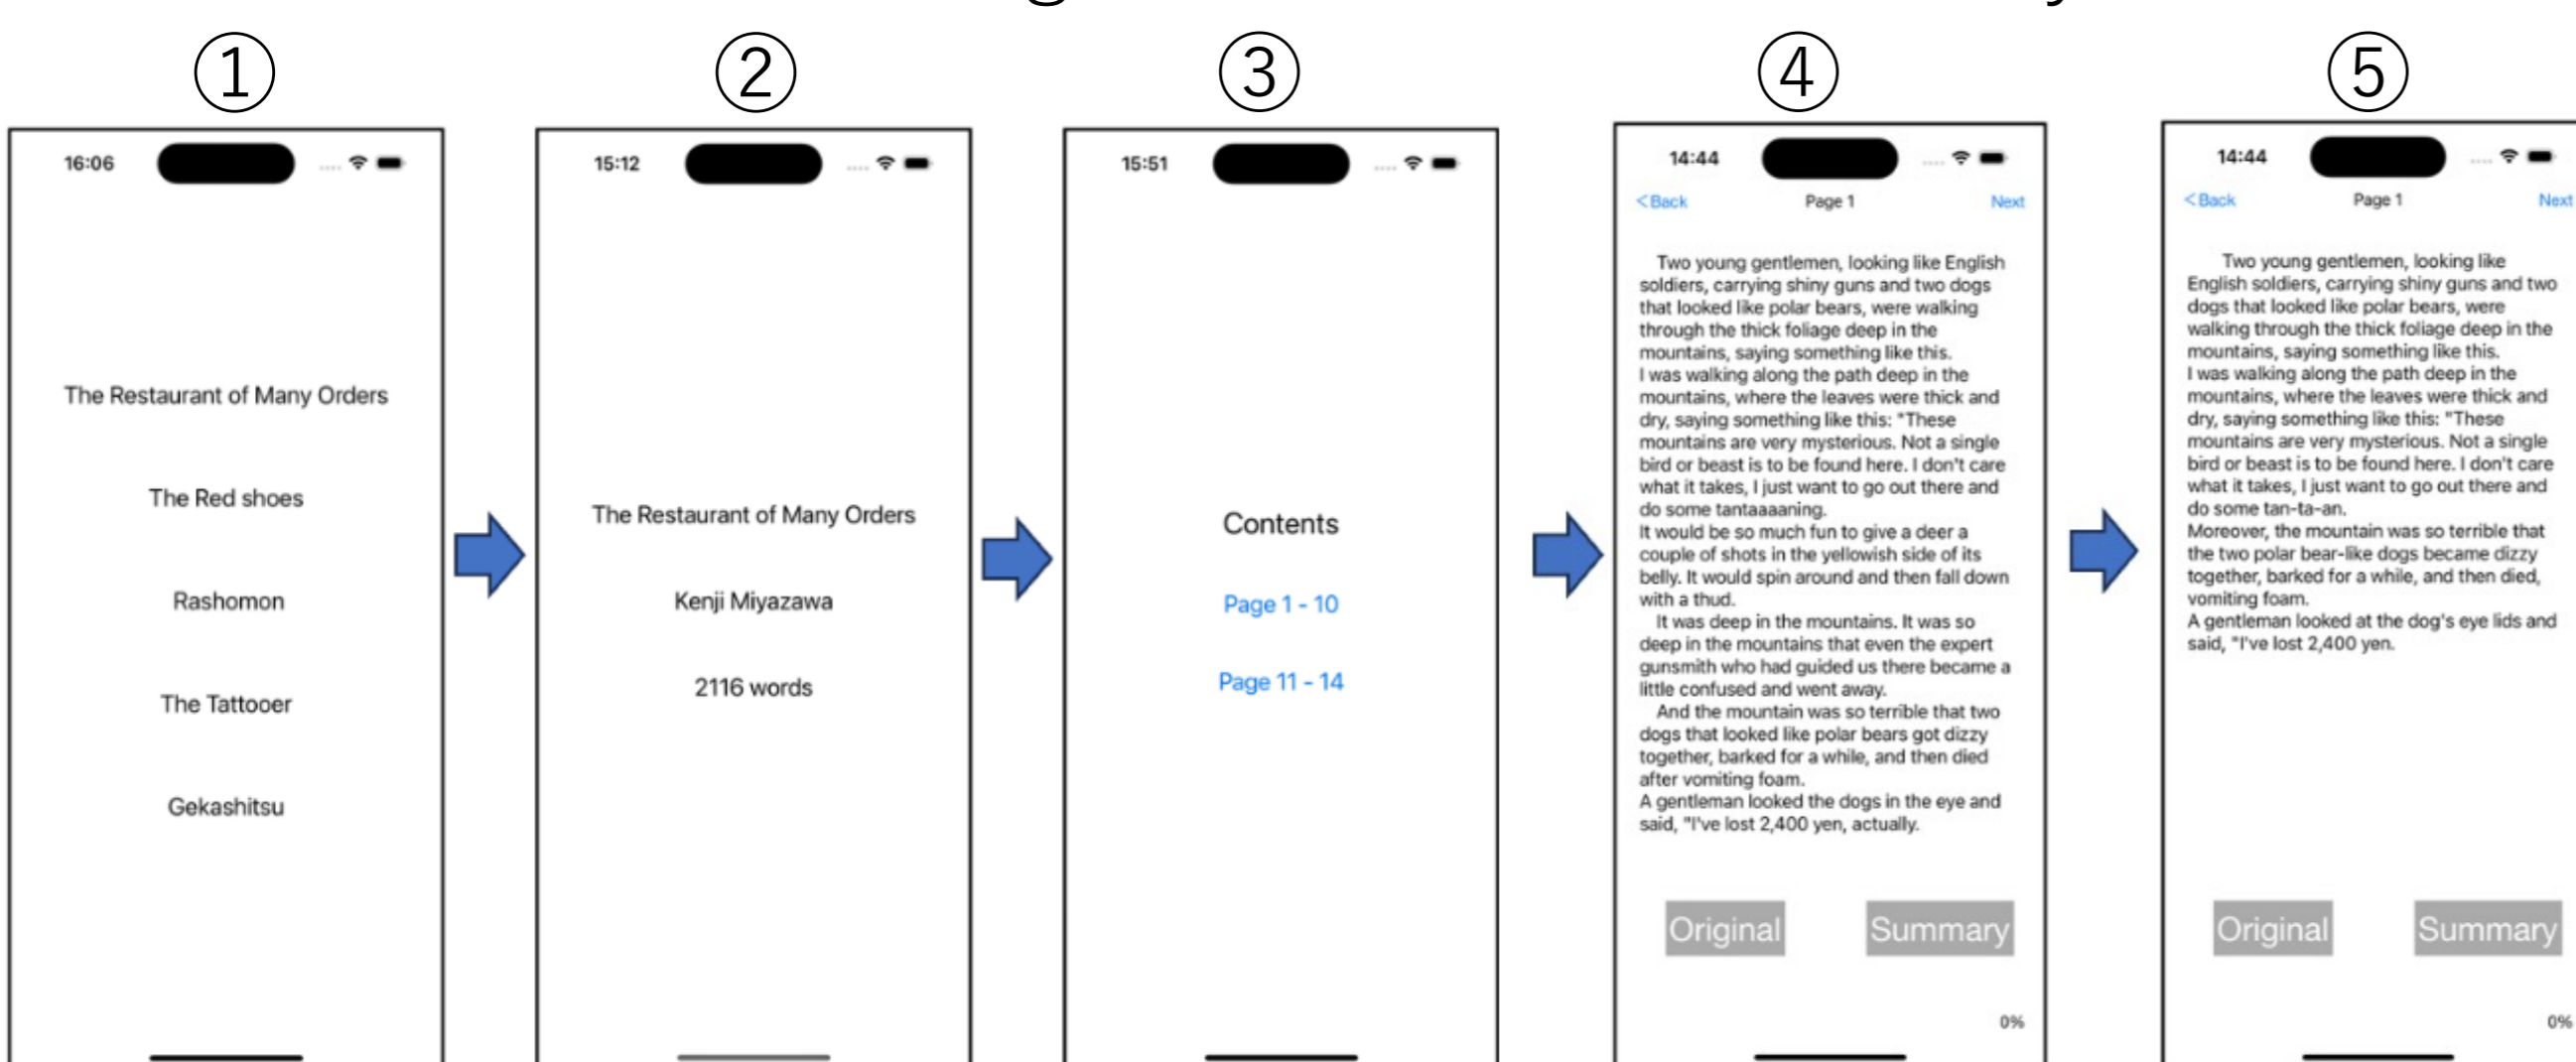 ①
16:06
The Restaurant of Many Orders
The Red shoes
Rashomon
The Tattooer
Gekashitsu
②
15:12
The Restaurant of Many Orders
Kenji Miyazawa
2116 words
③
15:51
Contents
Page 1 - 10
Page 11 - 14
④
14:44
<Back Page 1 Next
Two young gentlemen, looking like English
soldiers, carrying shiny guns and two dogs
that looked like polar bears, were walking
through the thick foliage deep in the
mountains, saying something like this.
I was walking along the path deep in the
mountains, where the leaves were thick and
dry, saying something like this: "These
mountains are very mysterious. Not a single
bird or beast is to be found here. I don't care
what it takes, I just want to go out there and
do some tantaaaaning.
It would be so much fun to give a deer a
couple of shots in the yellowish side of its
belly. It would spin around and then fall down
with a thud.
It was deep in the mountains. It was so
deep in the mountains that even the expert
gunsmith who had guided us there became a
little confused and went away.
And the mountain was so terrible that two
dogs that looked like polar bears got dizzy
together, barked for a while, and then died
after vomiting foam.
A gentleman looked the dogs in the eye and
said, "I've lost 2,400 yen, actually.
Original Summary
0%
⑤
14:44
<Back Page 1 Next
Two young gentlemen, looking like
English soldiers, carrying shiny guns and two
dogs that looked like polar bears, were
walking through the thick foliage deep in the
mountains, saying something like this.
I was walking along the path deep in the
mountains, where the leaves were thick and
dry, saying something like this: "These
mountains are very mysterious. Not a single
bird or beast is to be found here. I don't care
what it takes, I just want to go out there and
do some tan-ta-an.
Moreover, the mountain was so terrible that
the two polar bear-like dogs became dizzy
together, barked for a while, and then died,
vomiting foam.
A gentleman looked at the dog's eye lids and
said, "I've lost 2,400 yen.
Original Summary
0%